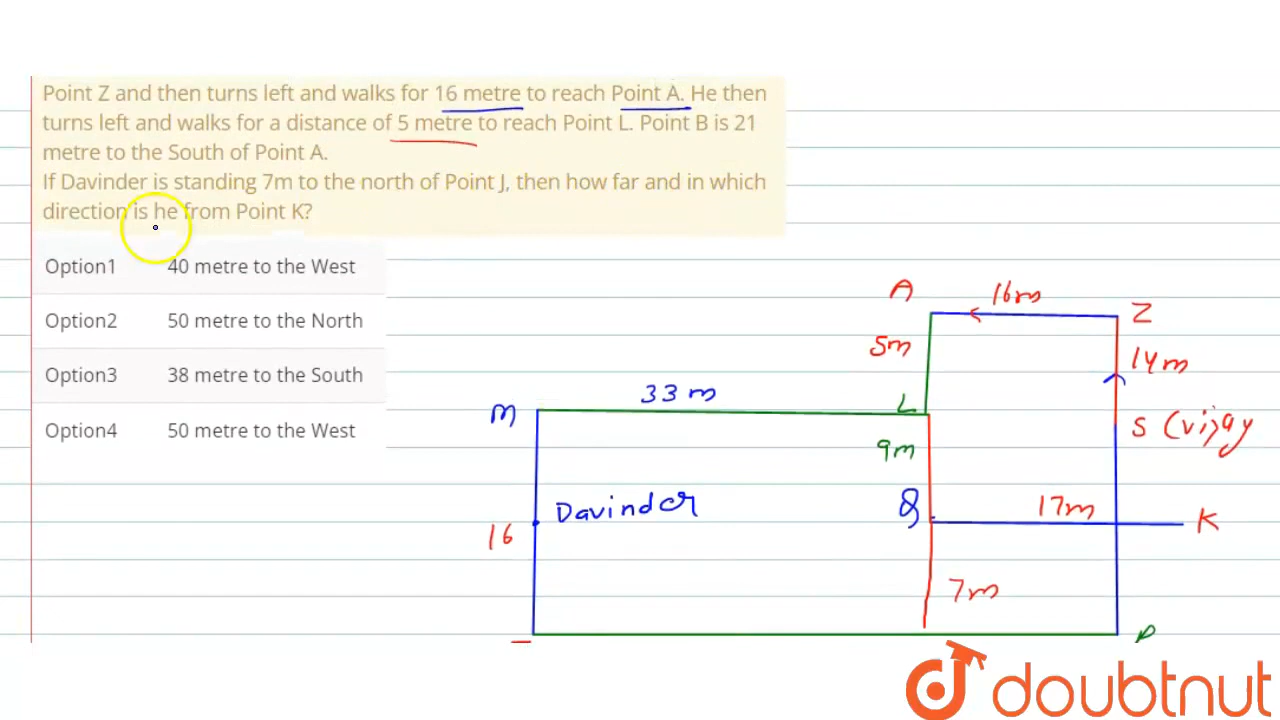 Point Z and then turns left and walks for 16 metre to reach Point A. He then
turns left and walks for a distance of 5 metre to reach Point L. Point B is 21
metre to the South of Point A.
If Davinder is standing 7m to the north of Point J, then how far and in which
direction is he from Point K?
Option1 40 metre to the West
Option2 50 metre to the North
Option3 38 metre to the South
Option4 50 metre to the West
A 16m Z
5m 14m
M 33 m L S (vijay
9m
Davinder Q 17m K
16
7m
P
doubtnut